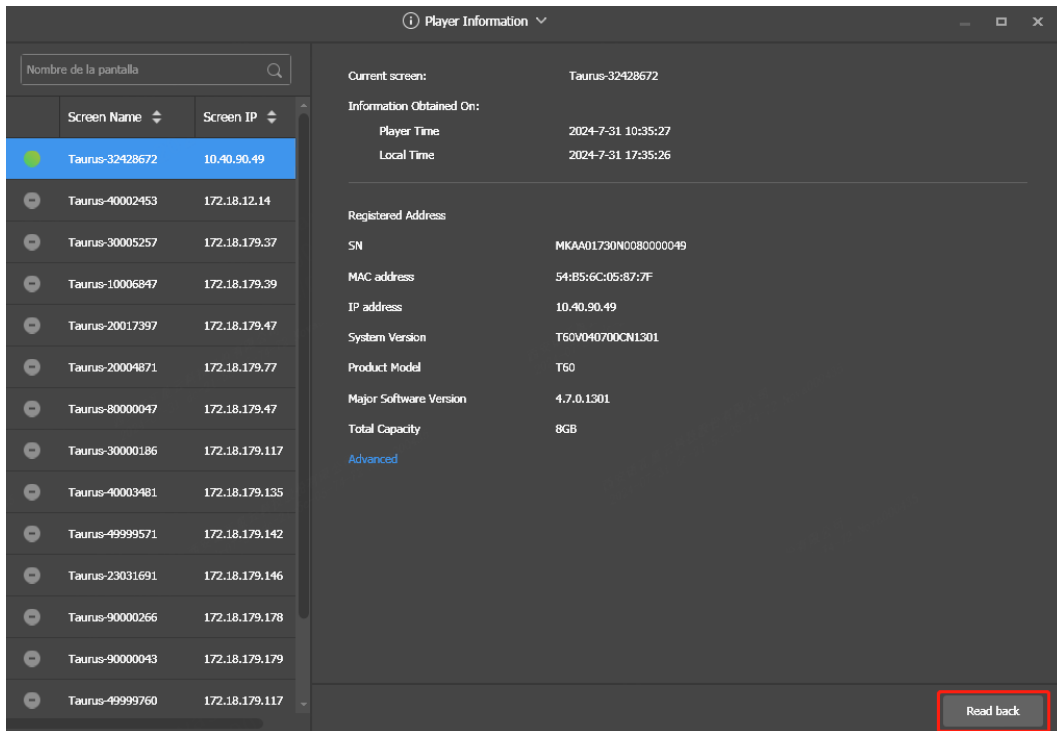 Player Information
Nombre de la pantalla
Screen Name Screen IP
Taurus-32428672 10.40.90.49
Taurus-40002453 172.18.12.14
Taurus-30005257 172.18.179.37
Taurus-10006847 172.18.179.39
Taurus-20017397 172.18.179.47
Taurus-20004871 172.18.179.77
Taurus-80000047 172.18.179.47
Taurus-30000186 172.18.179.117
Taurus-40003481 172.18.179.135
Taurus-49999571 172.18.179.142
Taurus-23031691 172.18.179.146
Taurus-90000266 172.18.179.178
Taurus-90000043 172.18.179.179
Taurus-49999760 172.18.179.117
Current screen: Taurus-32428672
Information Obtained On:
Player Time 2024-7-31 10:35:27
Local Time 2024-7-31 17:35:26
Registered Address
SN MKAA01730N0080000049
MAC address 54:B5:6C:05:87:7F
IP address 10.40.90.49
System Version T60V040700CN1301
Product Model T60
Major Software Version 4.7.0.1301
Total Capacity 8GB
Advanced
Read back